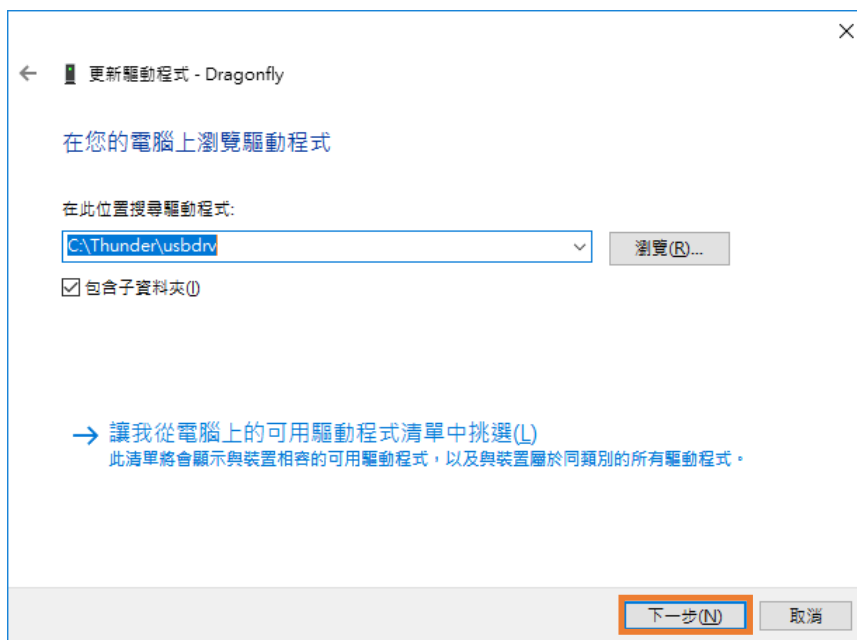 更新驅動程式 - Dragonfly
在您的電腦上瀏覽驅動程式
在此位置搜尋驅動程式:
C:\Thunder\usbdrv
瀏覽(R)...
包含子資料夾(I)
讓我從電腦上的可用驅動程式清單中挑選(L)
此清單將會顯示與裝置相容的可用驅動程式，以及與裝置屬於同類別的所有驅動程式。
下一步(N)
取消